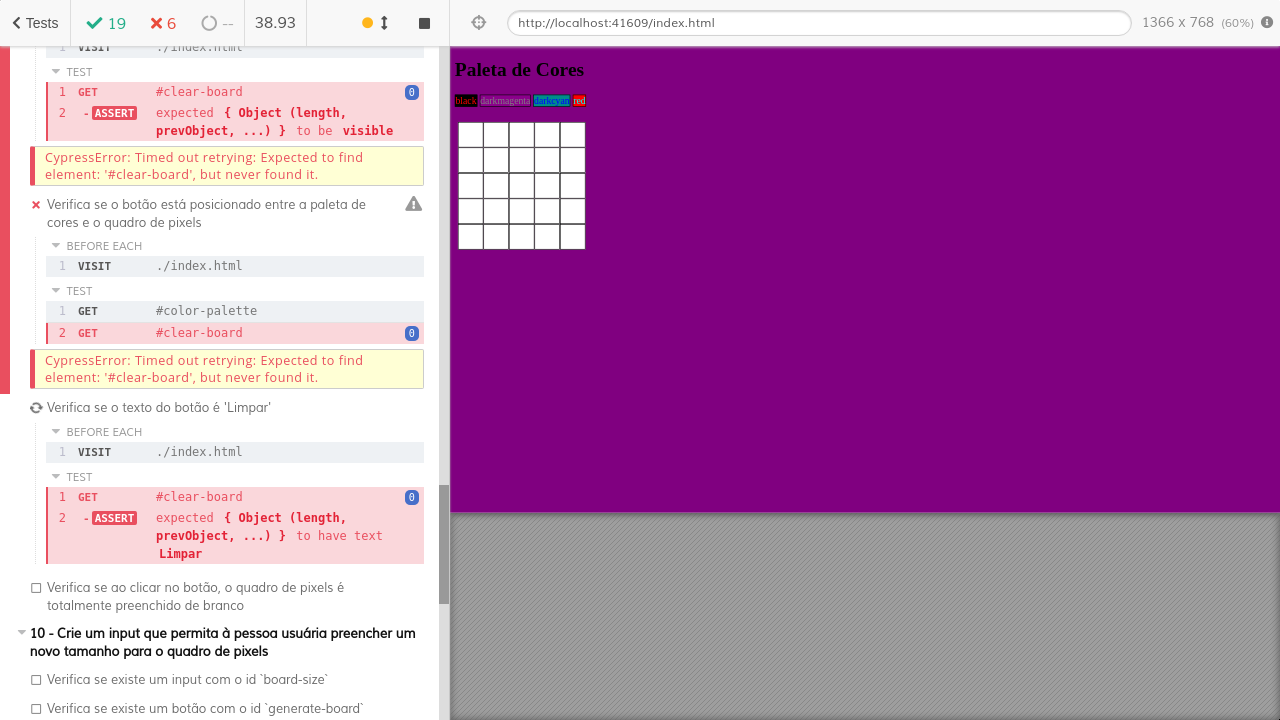 Tests 19 6 -- 38.93
http://localhost:41609/index.html 1366 x 768 (60%)
1 VISIT ./index.html
TEST
1 GET #clear-board 0
2 -ASSERT expected { Object (length,
prevObject, ...) } to be visible
CypressError: Timed out retrying: Expected to find
element: '#clear-board', but never found it.
Verifica se o botão está posicionado entre a paleta de
cores e o quadro de pixels
BEFORE EACH
1 VISIT ./index.html
TEST
1 GET #color-palette
2 GET #clear-board 0
CypressError: Timed out retrying: Expected to find
element: '#clear-board', but never found it.
Verifica se o texto do botão é 'Limpar'
BEFORE EACH
1 VISIT ./index.html
TEST
1 GET #clear-board 0
2 -ASSERT expected { Object (length,
prevObject, ...) } to have text
Limpar
Verifica se ao clicar no botão, o quadro de pixels é
totalmente preenchido de branco
10 - Crie um input que permita à pessoa usuária preencher um
novo tamanho para o quadro de pixels
Verifica se existe um input com o id `board-size`
Verifica se existe um botão com o id `generate-board`
Paleta de Cores
black darkmagenta darkcyan red